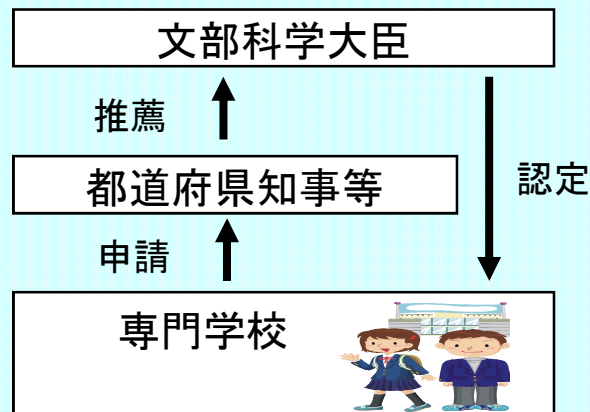 文部科学大臣
推薦
都道府県知事等
認定
申請
専門学校